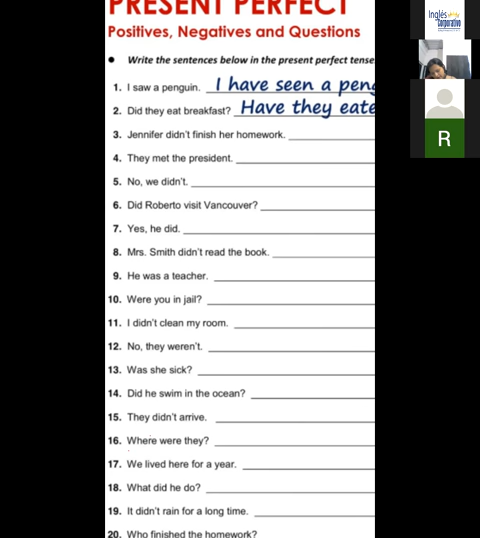 PRESENT PERFECT
Positives, Negatives and Questions
● Write the sentences below in the present perfect tense
1. I saw a penguin. I have seen a peng
2. Did they eat breakfast? Have they eate
3. Jennifer didn't finish her homework.
4. They met the president.
5. No, we didn't.
6. Did Roberto visit Vancouver?
7. Yes, he did.
8. Mrs. Smith didn't read the book.
9. He was a teacher.
10. Were you in jail?
11. I didn't clean my room.
12. No, they weren't.
13. Was she sick?
14. Did he swim in the ocean?
15. They didn't arrive.
16. Where were they?
17. We lived here for a year.
18. What did he do?
19. It didn't rain for a long time.
20. Who finished the homework?
Inglés
Corporativo
R